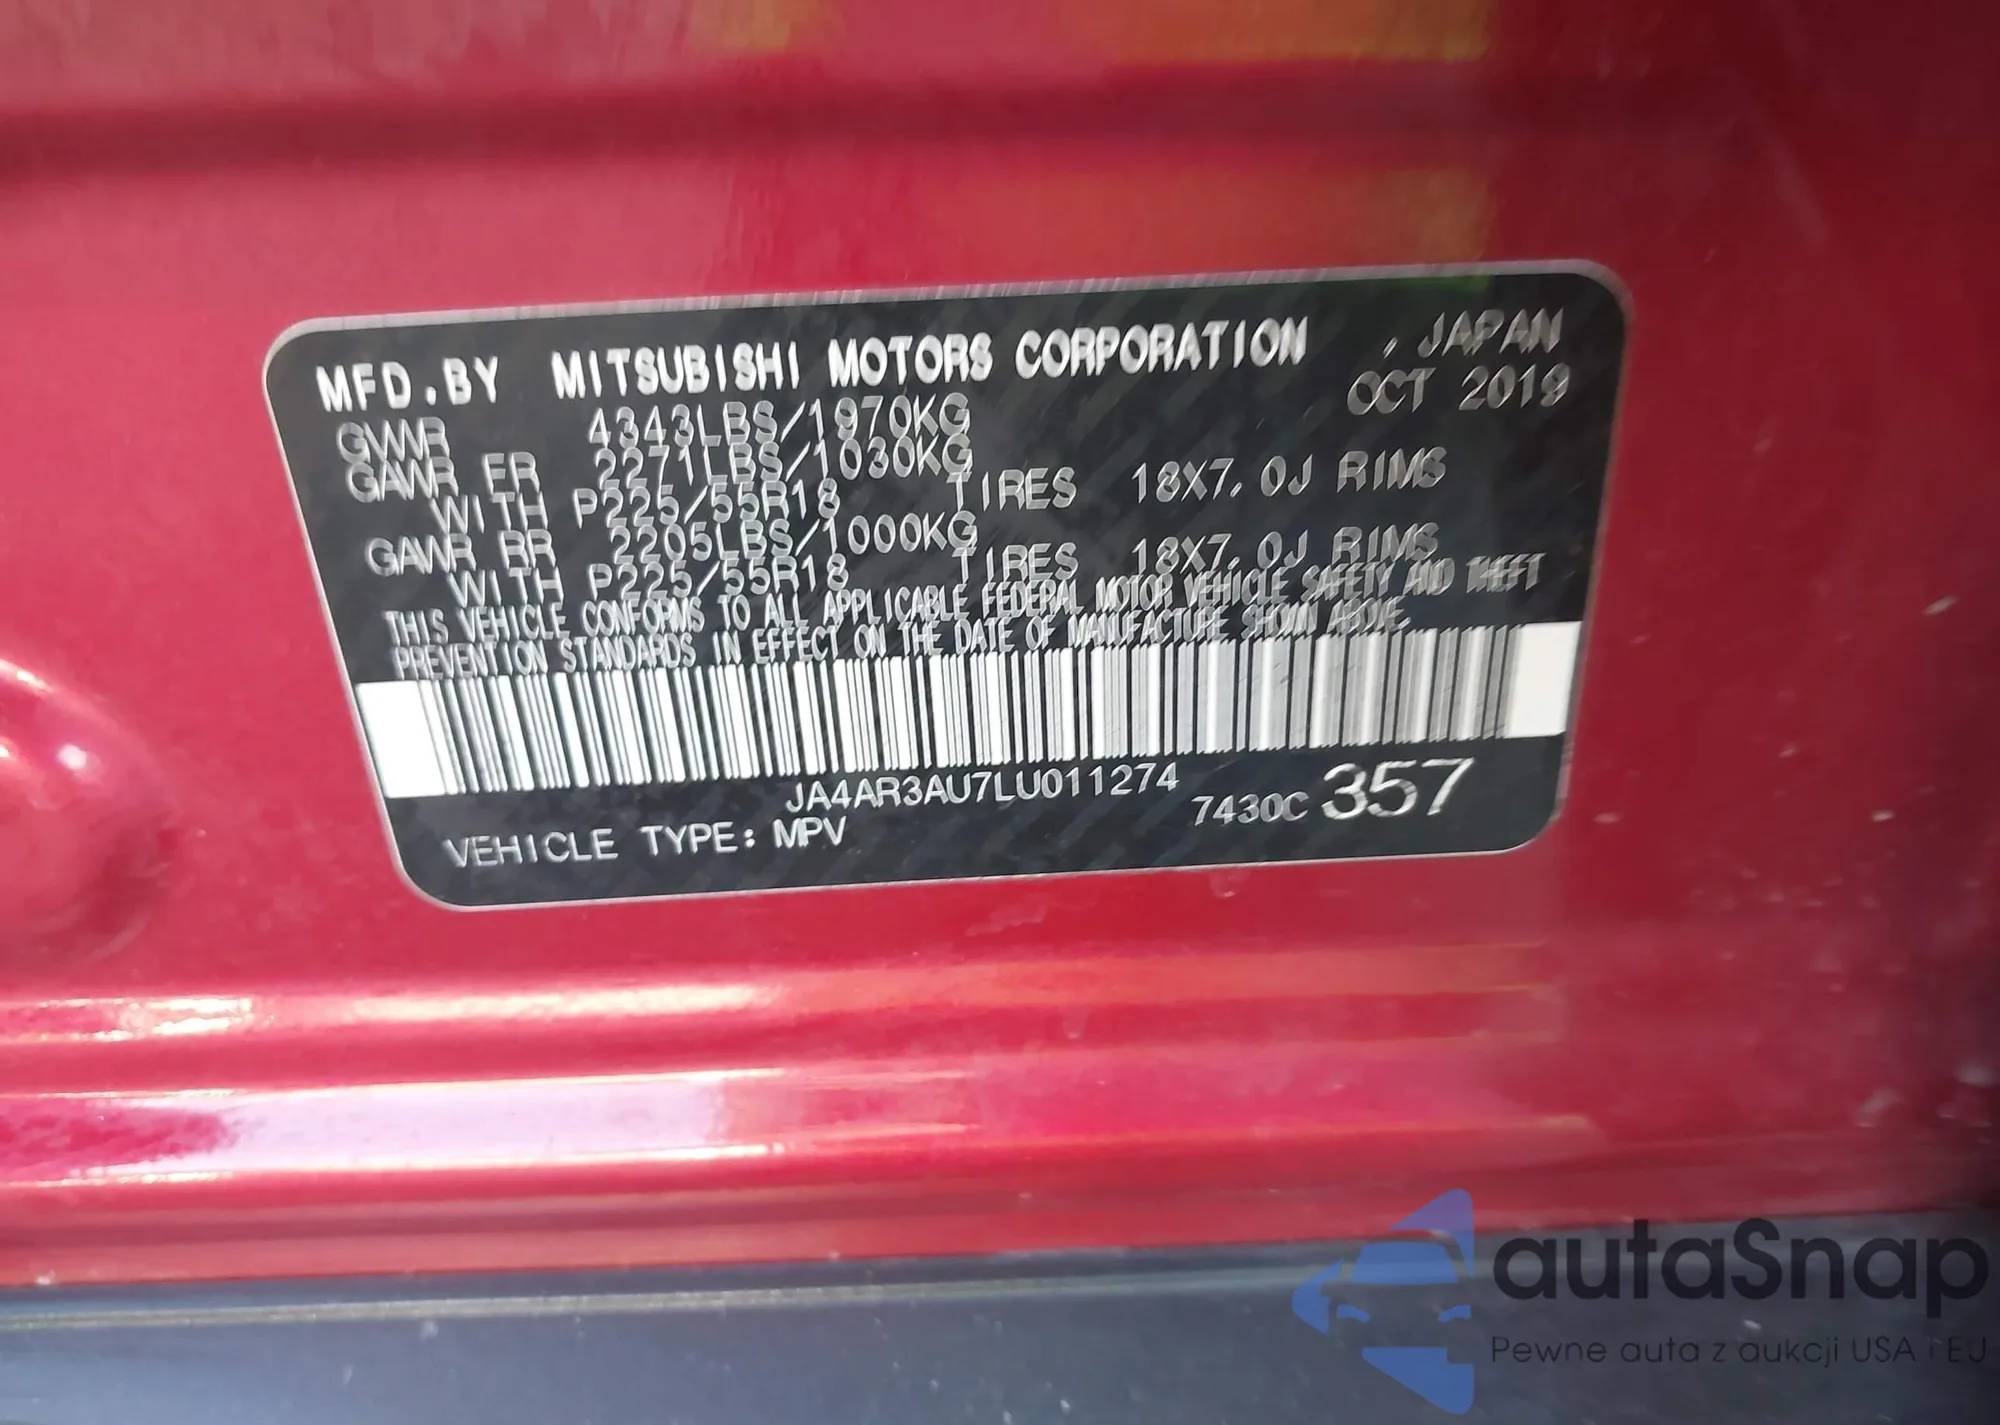 MFD.BY MITSUBISHI MOTORS CORPORATION , JAPAN
OCT 2019
GVWR 4343LBS/1970KG
GAWR FR 2271LBS/1030KG
WITH P225/55R18 TIRES 18X7.0J RIMS
GAWR RR 2205LBS/1000KG
WITH P225/55R18 TIRES 18X7.0J RIMS
THIS VEHICLE CONFORMS TO ALL APPLICABLE FEDERAL MOTOR VEHICLE SAFETY AND THEFT
PREVENTION STANDARDS IN EFFECT ON THE DATE OF MANUFACTURE SHOWN ABOVE.
JA4AR3AU7LU011274
7430C 357
VEHICLE TYPE: MPV
autaSnap
Pewne auta z aukcji USA i EU